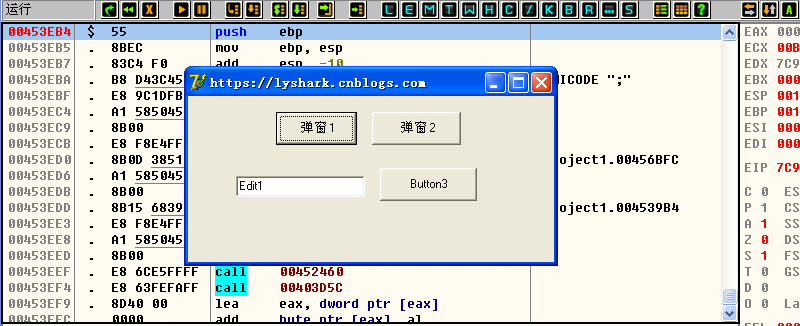 运行 L E M T W H C / K B R ... S ?
00453EB4 $ 55 push ebp EAX 000
00453EB5 . 8BEC mov ebp, esp ECX 00B
00453EB7 . 83C4 F0 add esp, -10 EDX 7C9
https://lyshark.cnblogs.com
00453EBA . B8 D43C45 NICODE ";" EBX 7FF
00453EBF . E8 9C1DFB ESP 001
00453EC4 . A1 585045 EBP 001
弹窗1 弹窗2
00453EC9 . 8B00 ESI 000
00453ECB . E8 F8E4FF EDI 000
00453ED0 . 8B0D 3851 oject1.00456BFC
00453ED6 . A1 585045 EIP 7C9
Edit1 Button3
00453EDB . 8B00 C 0 ES
00453EDD . 8B15 6839 oject1.004539B4 P 1 CS
00453EE3 . E8 F8E4FF A 1 SS
00453EE8 . A1 585045 Z 0 DS
00453EED . 8B00 S 1 FS
00453EEF . E8 6CE5FFFF call 00452460 T 0 GS
00453EF4 . E8 63FEFAFF call 00403D5C D 0
00453EF9 . 8D40 00 lea eax, dword ptr [eax] O 0 La
0000 add byte ptr [eax], al